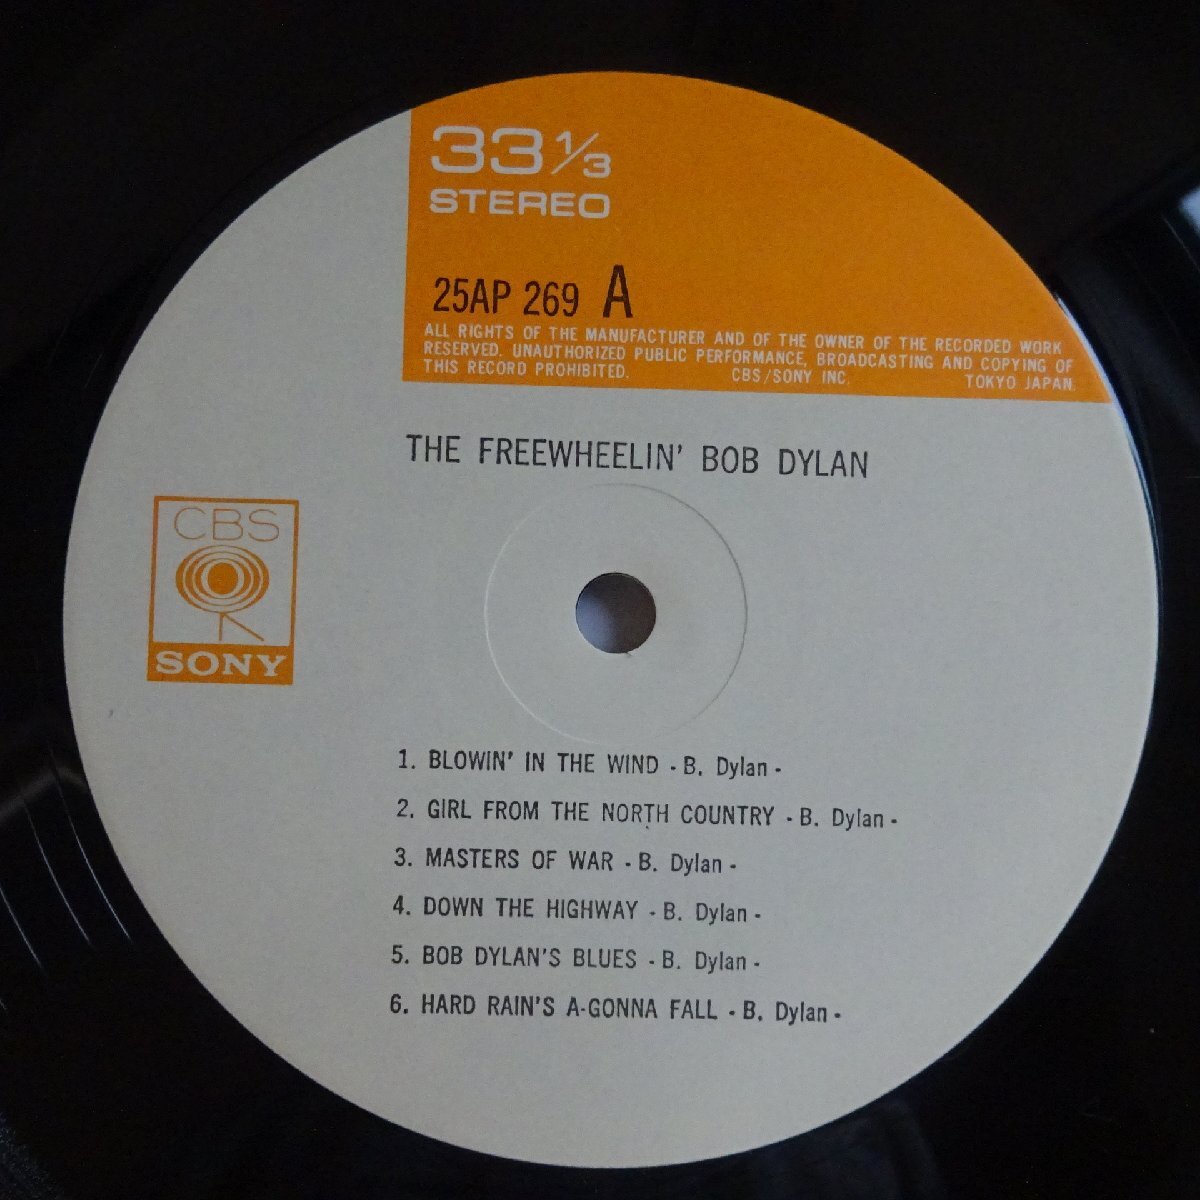 33 1/3
STEREO
25AP 269 A
ALL RIGHTS OF THE MANUFACTURER AND OF THE OWNER OF THE RECORDED WORK
RESERVED. UNAUTHORIZED PUBLIC PERFORMANCE, BROADCASTING AND COPYING OF
THIS RECORD PROHIBITED. CBS/SONY INC. TOKYO JAPAN.
THE FREEWHEELIN' BOB DYLAN
CBS
SONY
1. BLOWIN' IN THE WIND - B. Dylan -
2. GIRL FROM THE NORTH COUNTRY - B. Dylan -
3. MASTERS OF WAR - B. Dylan -
4. DOWN THE HIGHWAY - B. Dylan -
5. BOB DYLAN'S BLUES - B. Dylan -
6. HARD RAIN'S A-GONNA FALL - B. Dylan -